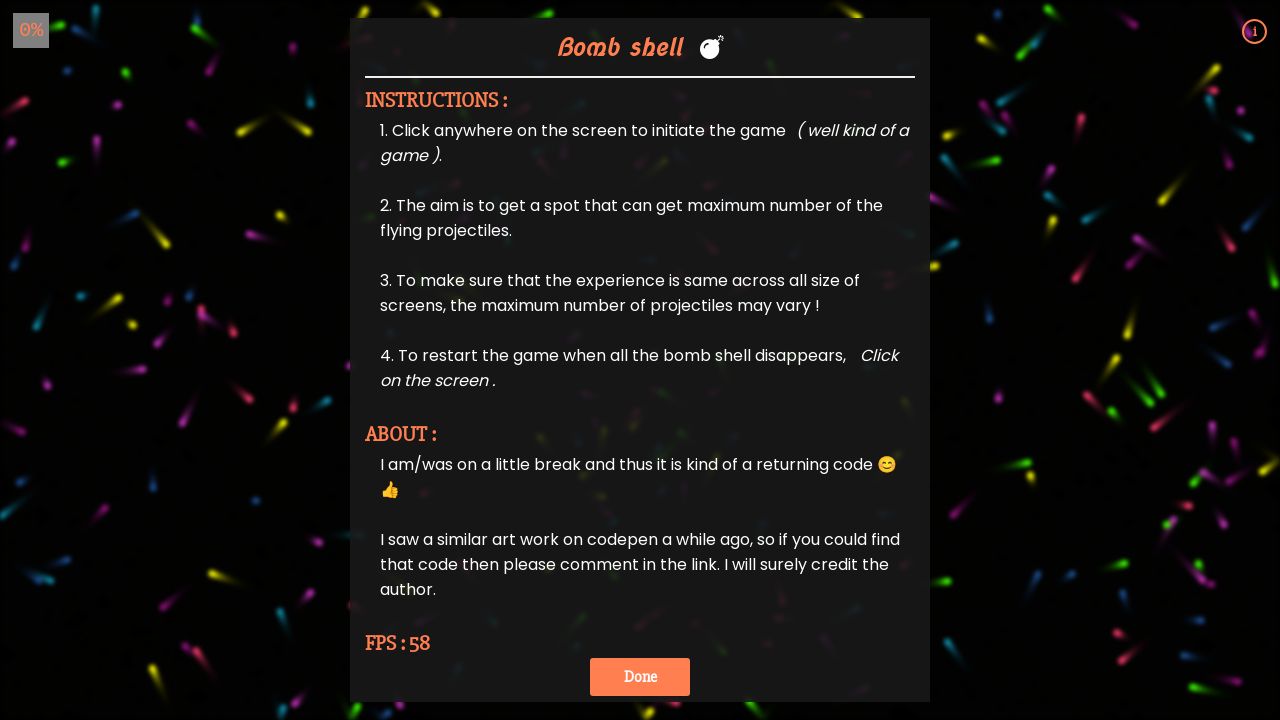 0%
i
Bomb shell 💣
INSTRUCTIONS :
1. Click anywhere on the screen to initiate the game ( well kind of a
game ).
2. The aim is to get a spot that can get maximum number of the
flying projectiles.
3. To make sure that the experience is same across all size of
screens, the maximum number of projectiles may vary !
4. To restart the game when all the bomb shell disappears, Click
on the screen .
ABOUT :
I am/was on a little break and thus it is kind of a returning code 😊
👍
I saw a similar art work on codepen a while ago, so if you could find
that code then please comment in the link. I will surely credit the
author.
FPS : 58
Done